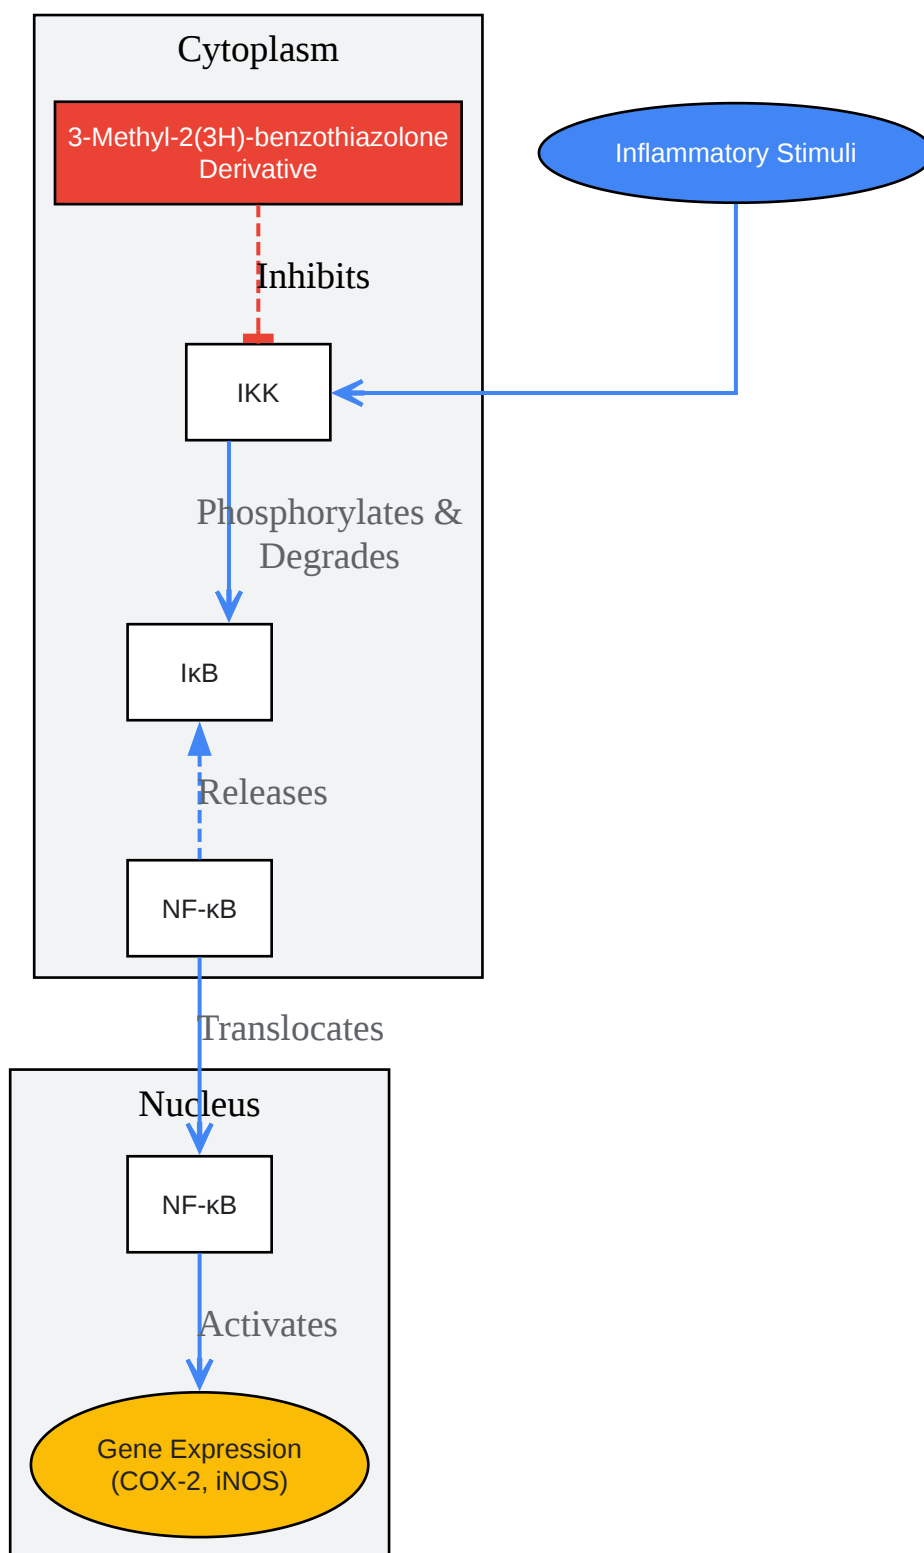 Cytoplasm
3-Methyl-2(3H)-benzothiazolone
Derivative
Inflammatory Stimuli
Inhibits
IKK
Phosphorylates &
Degrades
IκB
Releases
NF-κB
Translocates
Nucleus
NF-κB
Activates
Gene Expression
(COX-2, iNOS)